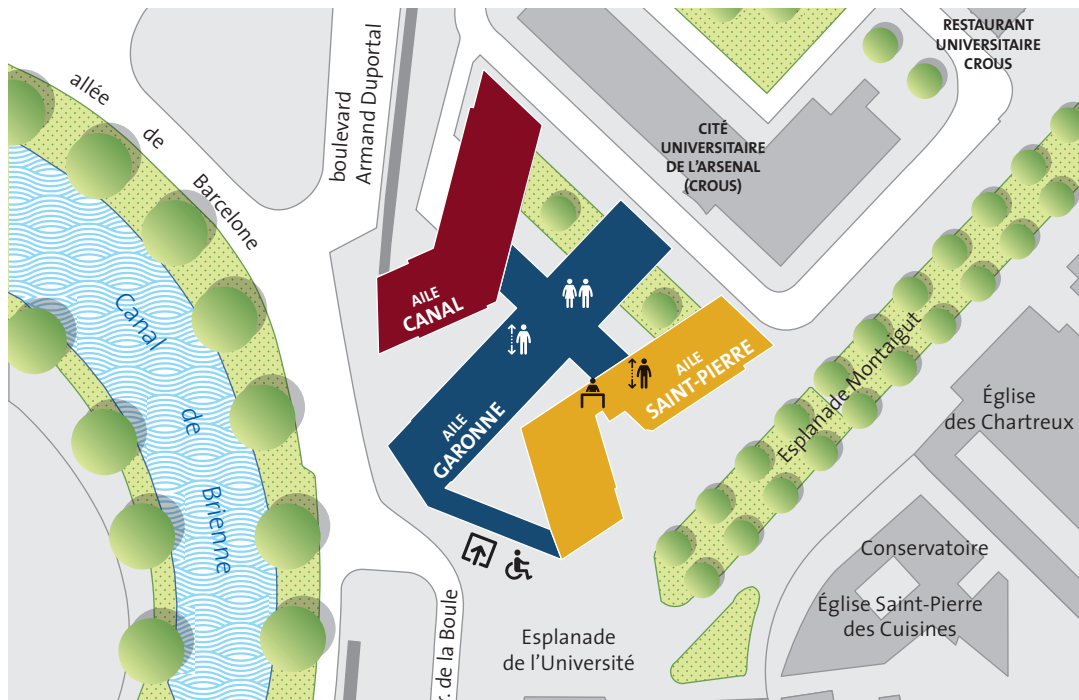 RESTAURANT
UNIVERSITAIRE
CROUS
allée
de
Barcelone
boulevard
Armand Duportal
CITÉ
UNIVERSITAIRE
DE L'ARSENAL
(CROUS)
AILE
CANAL
AILE
GARONNE
AILE
SAINT-PIERRE
Canal
de
Brienne
Esplanade Montaigut
Église
des Chartreux
Conservatoire
Église Saint-Pierre
des Cuisines
Esplanade
de l’Université
r. de la Boule